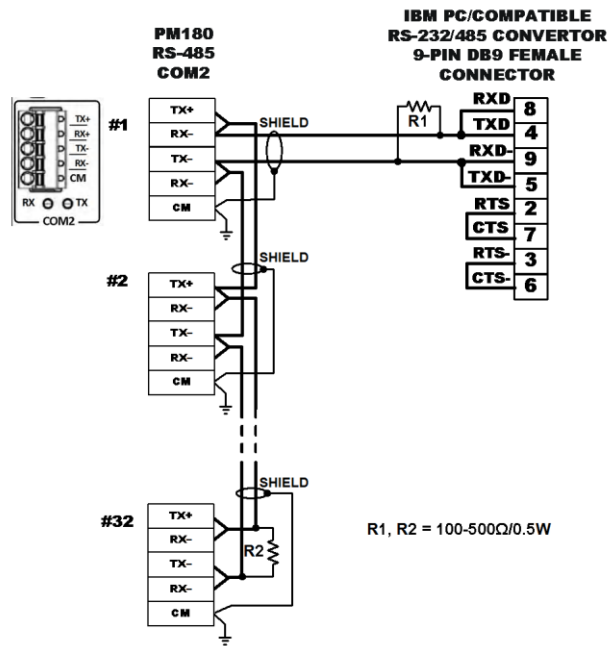 IBM PC/COMPATIBLE
RS-232/485 CONVERTOR
9-PIN DB9 FEMALE
CONNECTOR
PM180
RS-485
COM2
#1
TX+
RX+
TX-
RX-
CM
RX TX
COM2
TX+
RX–
TX–
RX–
CM
SHIELD
R1
RXD 8
TXD 4
RXD- 9
TXD- 5
RTS 2
CTS 7
RTS- 3
CTS- 6
SHIELD
#2
TX+
RX–
TX–
RX–
CM
SHIELD
#32
TX+
RX–
TX–
RX–
CM
R2
R1, R2 = 100-500Ω/0.5W